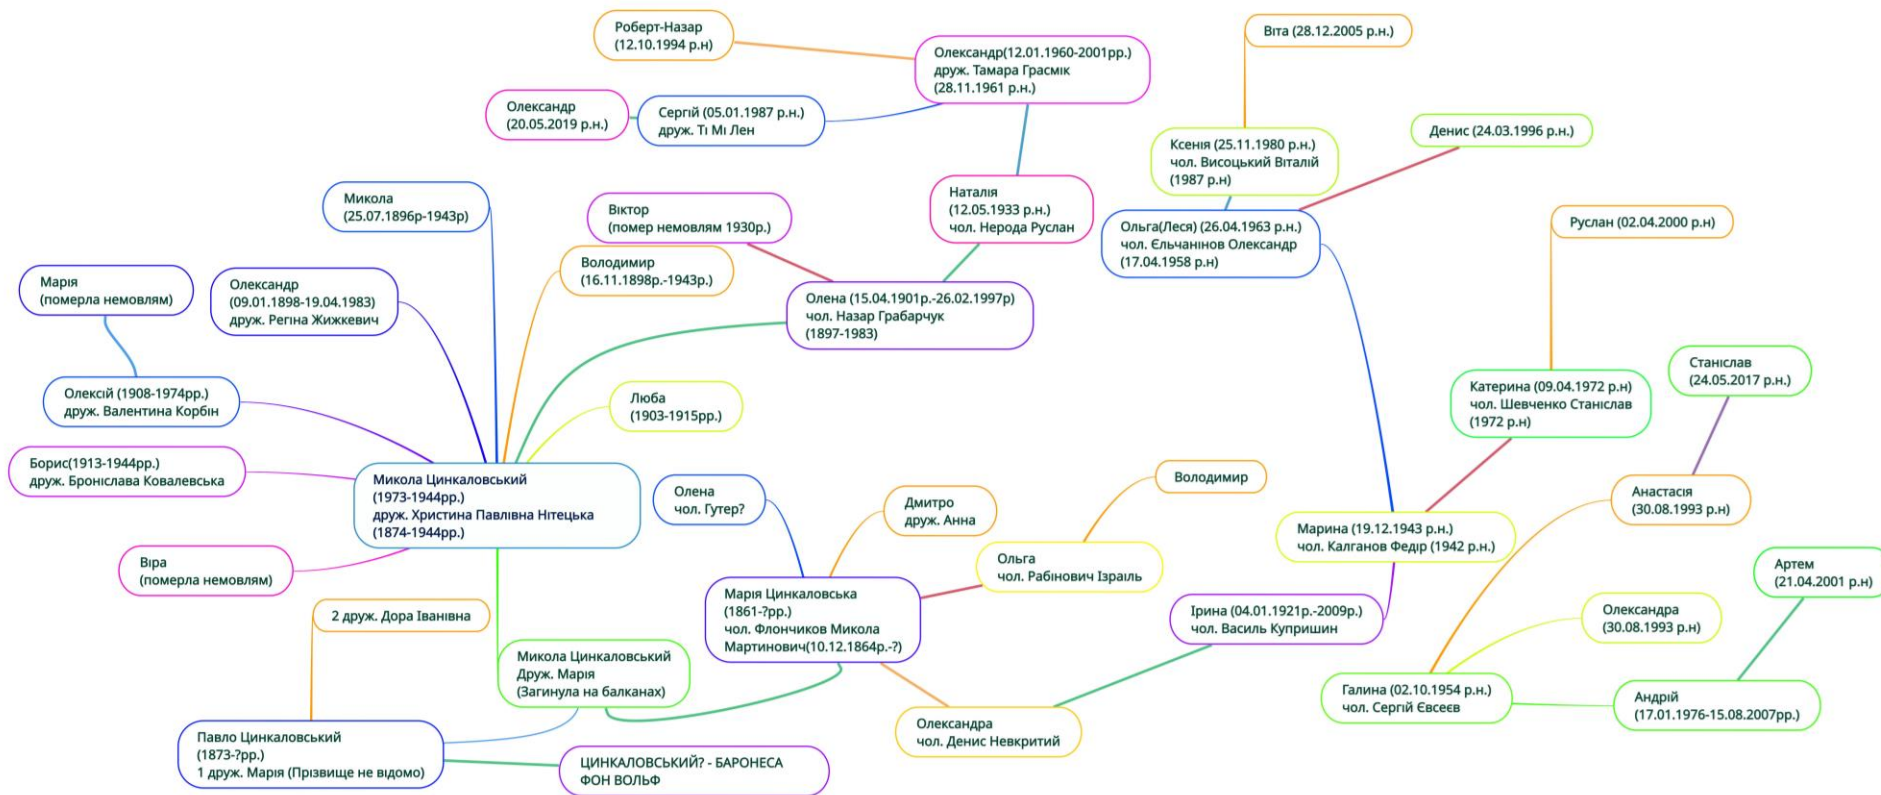 Роберт-Назар
(12.10.1994 р.н)
Олександр(12.01.1960-2001рр.)
друж. Тамара Грасмік
(28.11.1961 р.н.)
Віта (28.12.2005 р.н.)
Олександр
(20.05.2019 р.н.)
Сергій (05.01.1987 р.н.)
друж. Ті Мі Лен
Ксенія (25.11.1980 р.н.)
чол. Висоцький Віталій
(1987 р.н)
Денис (24.03.1996 р.н.)
Микола
(25.07.1896р-1943р)
Віктор
(помер немовлям 1930р.)
Наталія
(12.05.1933 р.н.)
чол. Нерода Руслан
Ольга(Леся) (26.04.1963 р.н.)
чол. Єльчанінов Олександр
(17.04.1958 р.н)
Руслан (02.04.2000 р.н)
Марія
(померла немовлям)
Олександр
(09.01.1898-19.04.1983)
друж. Регіна Жижкевич
Володимир
(16.11.1898р.-1943р.)
Олена (15.04.1901р.-26.02.1997р)
чол. Назар Грабарчук
(1897-1983)
Станіслав
(24.05.2017 р.н.)
Олексій (1908-1974рр.)
друж. Валентина Корбін
Люба
(1903-1915рр.)
Катерина (09.04.1972 р.н)
чол. Шевченко Станіслав
(1972 р.н)
Борис(1913-1944рр.)
друж. Броніслава Ковалевська
Микола Цинкаловський
(1973-1944рр.)
друж. Христина Павлівна Нітецька
(1874-1944рр.)
Олена
чол. Гутер?
Дмитро
друж. Анна
Володимир
Анастасія
(30.08.1993 р.н)
Марина (19.12.1943 р.н.)
чол. Калганов Федір (1942 р.н.)
Віра
(померла немовлям)
Ольга
чол. Рабінович Ізраїль
Артем
(21.04.2001 р.н)
Марія Цинкаловська
(1861-?рр.)
чол. Флончиков Микола
Мартинович(10.12.1864р.-?)
Ірина (04.01.1921р.-2009р.)
чол. Василь Купришин
Олександра
(30.08.1993 р.н)
2 друж. Дора Іванівна
Микола Цинкаловський
Друж. Марія
(Загинула на балканах)
Галина (02.10.1954 р.н.)
чол. Сергій Євсеєв
Андрій
(17.01.1976-15.08.2007рр.)
Олександра
чол. Денис Невкритий
Павло Цинкаловський
(1873-?рр.)
1 друж. Марія (Прізвище не відомо)
ЦИНКАЛОВСЬКИЙ? - БАРОНЕСА
ФОН ВОЛЬФ